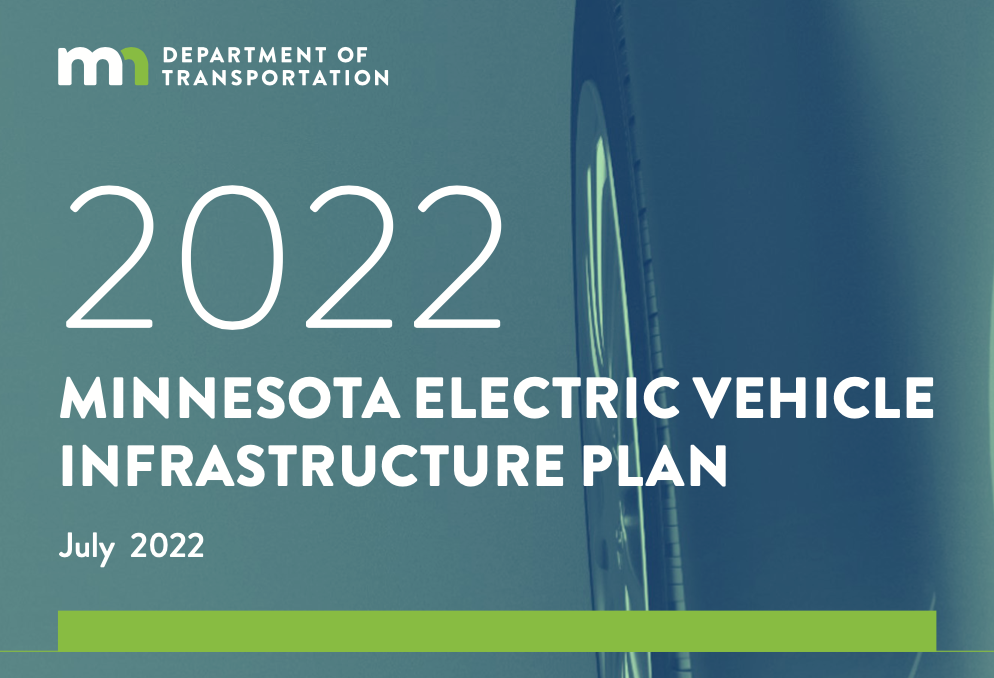 mn DEPARTMENT OF
TRANSPORTATION
2022
MINNESOTA ELECTRIC VEHICLE
INFRASTRUCTURE PLAN
July 2022